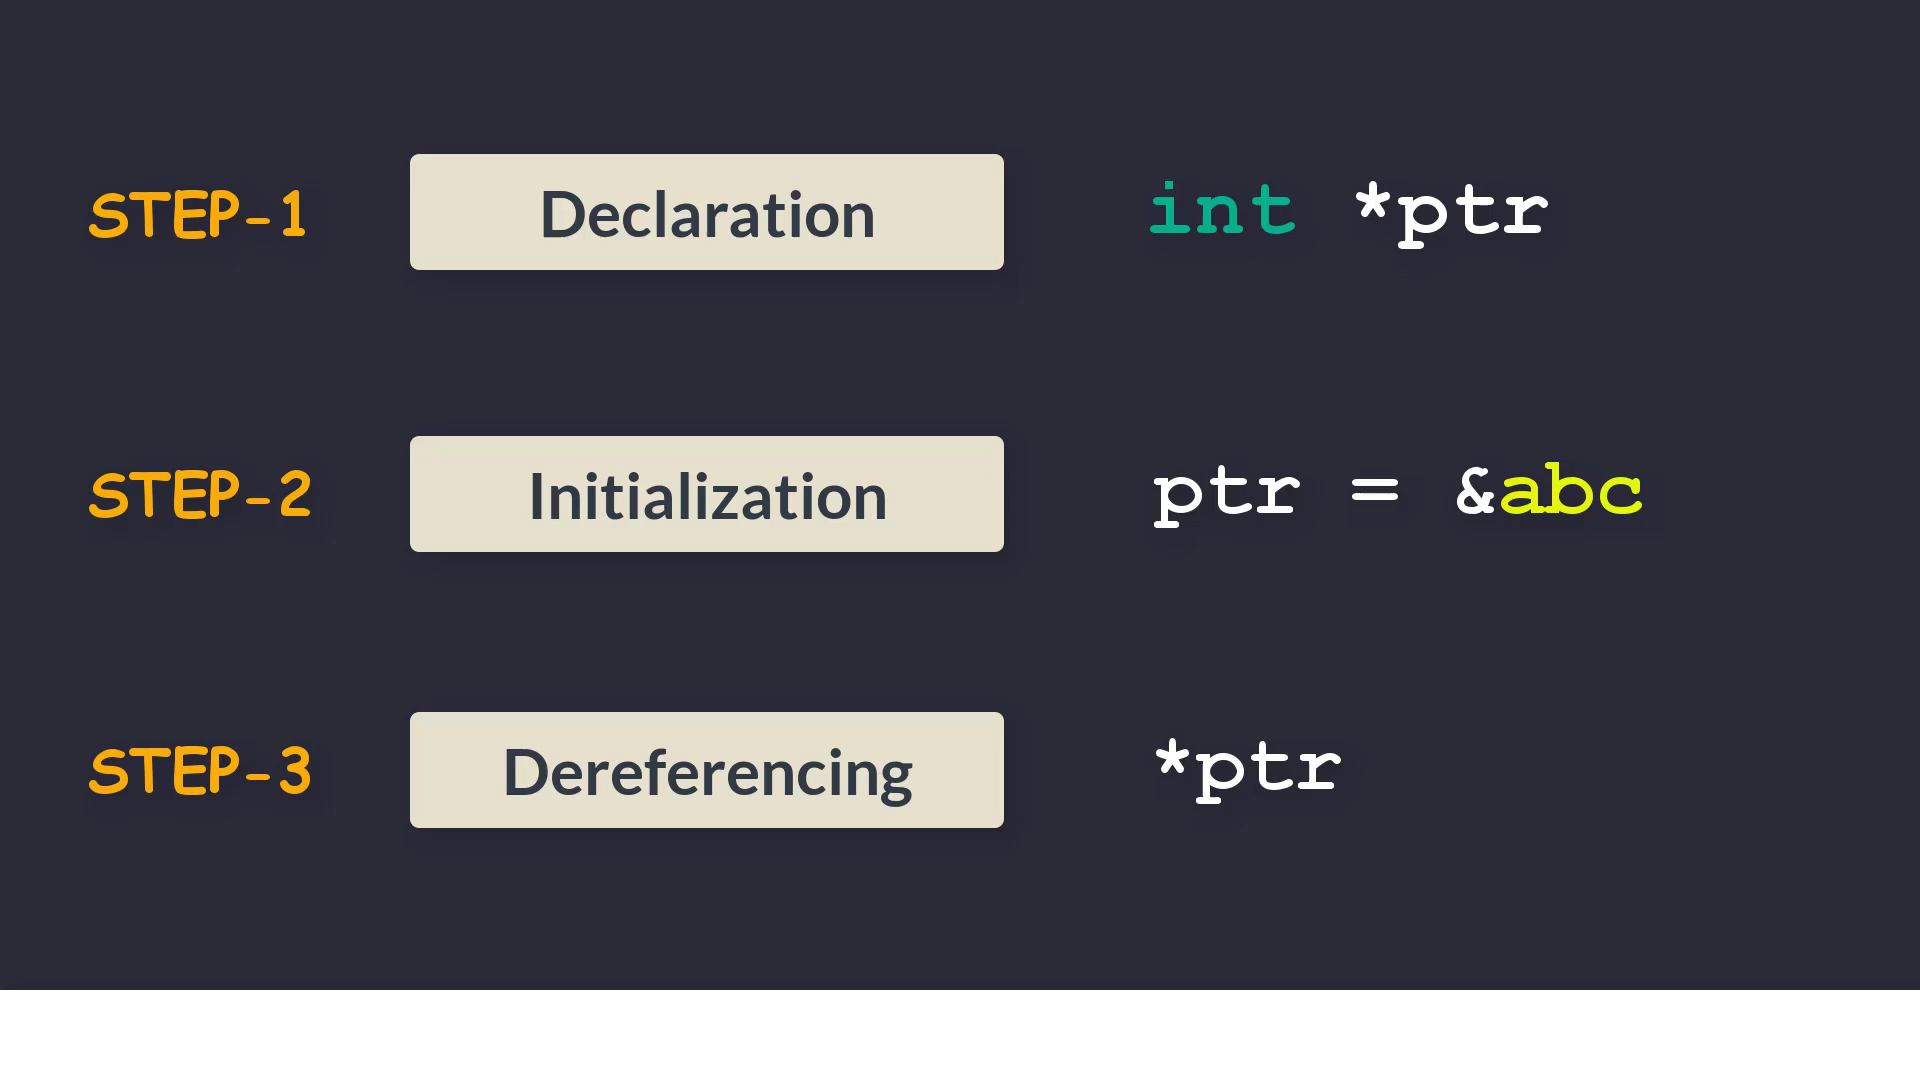 STEP-1 Declaration int *ptr
STEP-2 Initialization ptr = &abc
STEP-3 Dereferencing *ptr